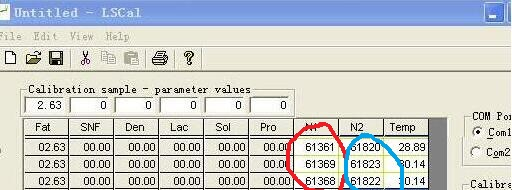 Untitled - LSCal
File Edit View Help
Calibration sample - parameter values
2.63 0 0 0 0 0
COM Por
Com1
Com2
Fat SNF Den Lac Sol Pro N1 N2 Temp
02.63 00.00 00.00 00.00 00.00 00.00 61361 61820 28.89
02.63 00.00 00.00 00.00 00.00 00.00 61369 61823 30.14
02.63 00.00 00.00 00.00 00.00 00.00 61368 61822 30.14
Calibra